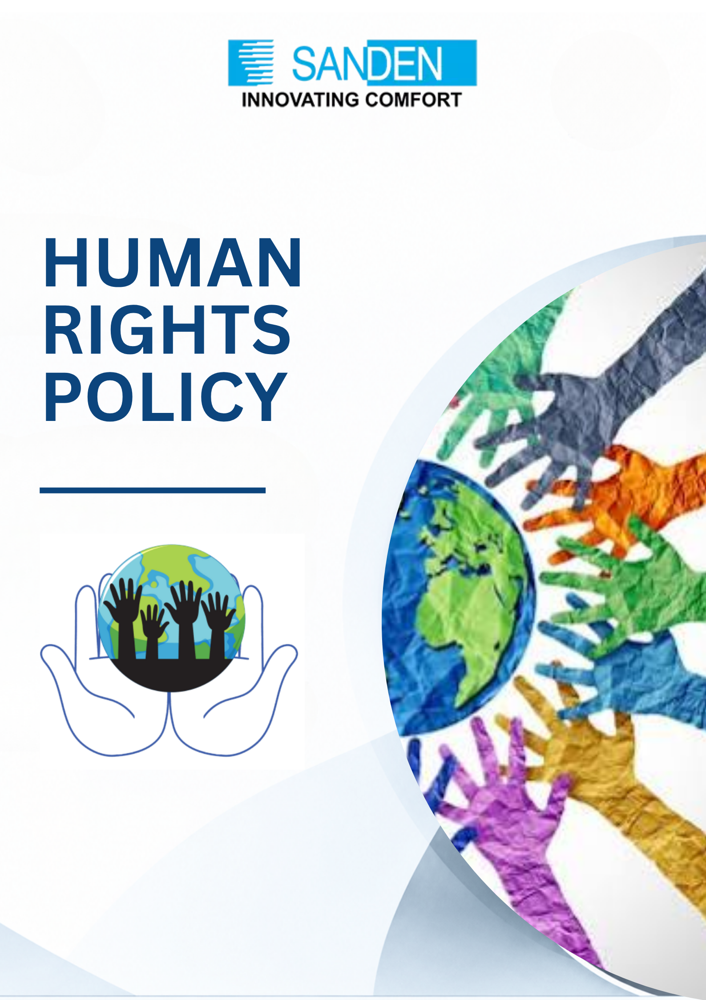 SANDEN
INNOVATING COMFORT
HUMAN
RIGHTS
POLICY